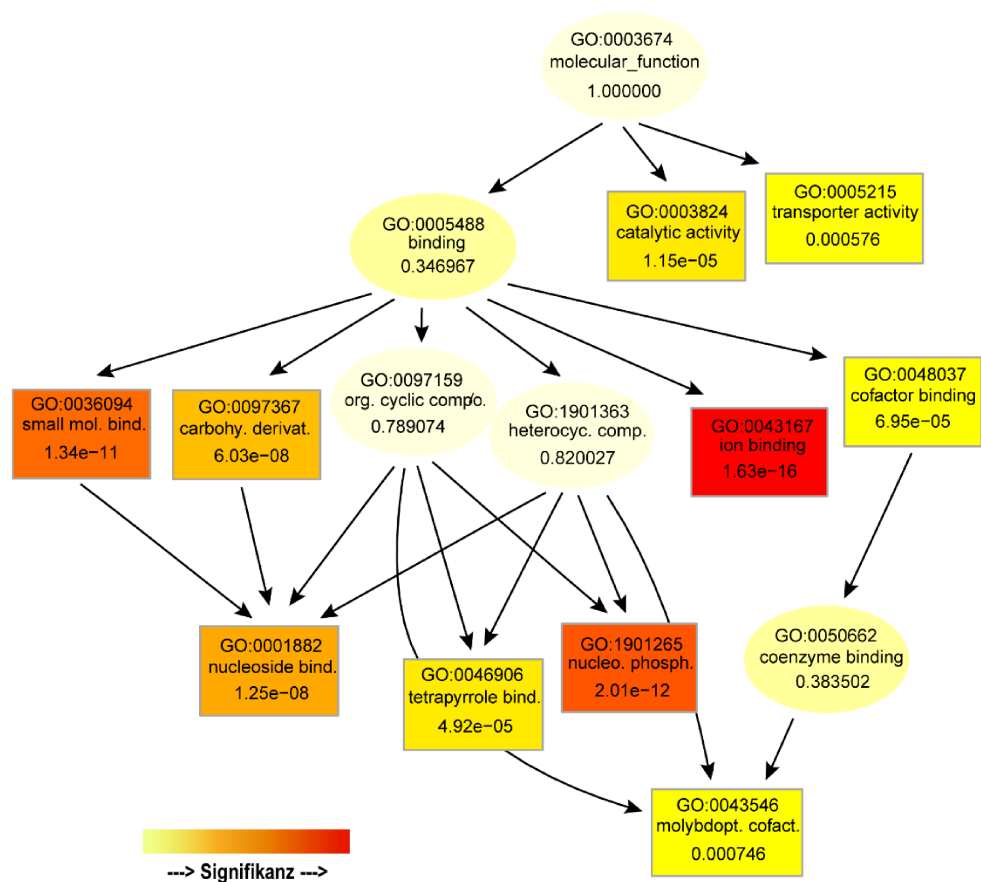 GO:0003674
molecular_function
1.000000
GO:0005488
binding
0.346967
GO:0003824
catalytic activity
1.15e−05
GO:0005215
transporter activity
0.000576
GO:0036094
small mol. bind.
1.34e−11
GO:0097367
carbohy. derivat.
6.03e−08
GO:0097159
org. cyclic comp/o.
0.789074
GO:1901363
heterocyc. comp.
0.820027
GO:0043167
ion binding
1.63e−16
GO:0048037
cofactor binding
6.95e−05
GO:0001882
nucleoside bind.
1.25e−08
GO:0046906
tetrapyrrole bind.
4.92e−05
GO:1901265
nucleo. phosph.
2.01e−12
GO:0050662
coenzyme binding
0.383502
GO:0043546
molybdopt. cofact.
0.000746
---> Signifikanz --->